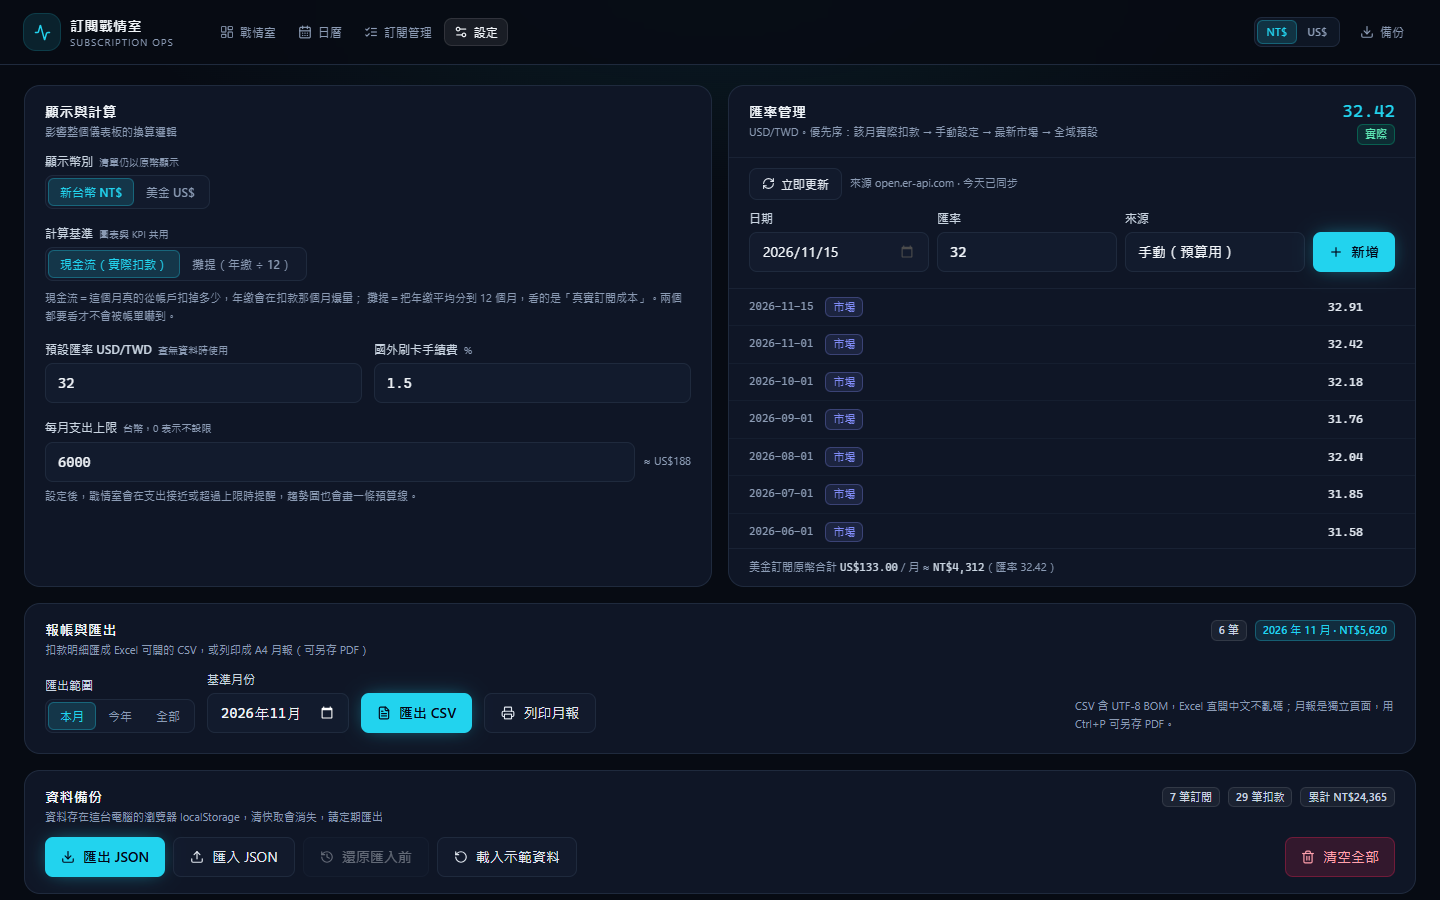 訂閱戰情室
SUBSCRIPTION OPS
戰情室
日曆
訂閱管理
設定
NT$
US$
備份
顯示與計算
影響整個儀表板的換算邏輯
顯示幣別 清單仍以原幣顯示
新台幣 NT$
美金 US$
計算基準 圖表與 KPI 共用
現金流（實際扣款）
攤提（年繳 ÷ 12）
現金流＝這個月真的從帳戶扣掉多少，年繳會在扣款那個月爆量； 攤提＝把年繳平均分到 12 個月，看的是「真實訂閱成本」。兩個
都要看才不會被帳單嚇到。
預設匯率 USD/TWD 查無資料時使用
國外刷卡手續費 %
32
1.5
每月支出上限 台幣，0 表示不設限
6000
≈ US$188
設定後，戰情室會在支出接近或超過上限時提醒，趨勢圖也會畫一條預算線。
匯率管理
USD/TWD。優先序：該月實際扣款 → 手動設定 → 最新市場 → 全域預設
32.42
實際
立即更新
來源 open.er-api.com · 今天已同步
日期
匯率
來源
2026/11/15
32
手動（預算用）
新增
2026-11-15 市場 32.91
2026-11-01 市場 32.42
2026-10-01 市場 32.18
2026-09-01 市場 31.76
2026-08-01 市場 32.04
2026-07-01 市場 31.85
2026-06-01 市場 31.58
美金訂閱原幣合計 US$133.00 / 月 ≈ NT$4,312（匯率 32.42）
報帳與匯出
扣款明細匯成 Excel 可開的 CSV，或列印成 A4 月報（可另存 PDF）
6 筆
2026 年 11 月 · NT$5,620
匯出範圍
基準月份
本月
今年
全部
2026年11月
匯出 CSV
列印月報
CSV 含 UTF-8 BOM，Excel 直開中文不亂碼；月報是獨立頁面，用
Ctrl+P 可另存 PDF。
資料備份
資料存在這台電腦的瀏覽器 localStorage，清快取會消失，請定期匯出
7 筆訂閱
29 筆扣款
累計 NT$24,365
匯出 JSON
匯入 JSON
還原匯入前
載入示範資料
清空全部